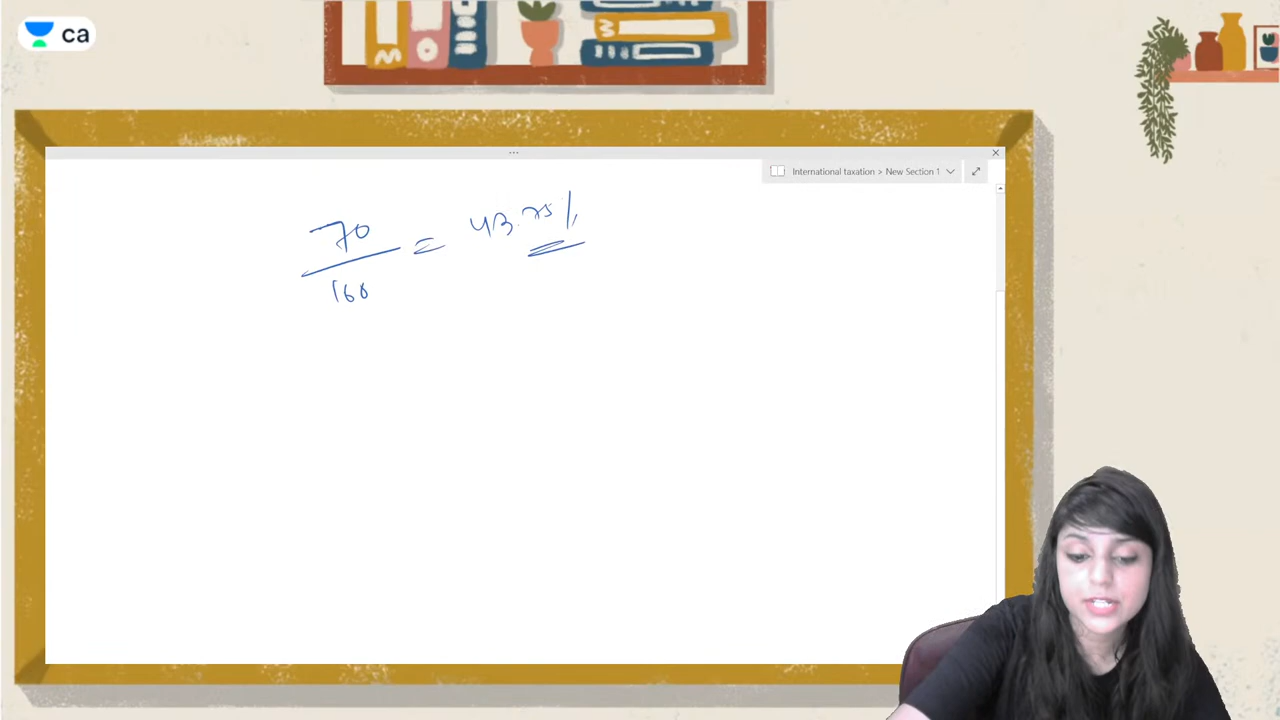 ca
International taxation > New Section 1
70
160
= 43.75%